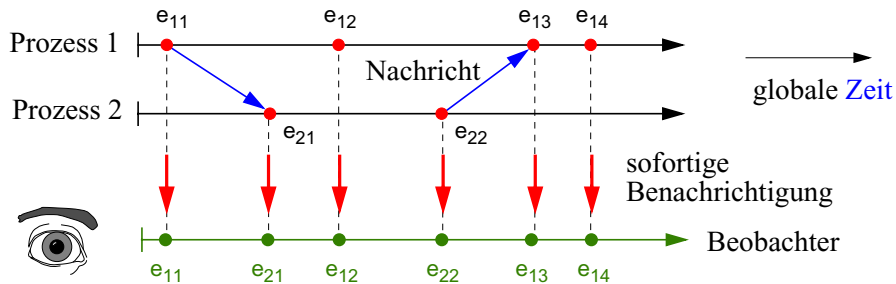 e11 e12 e13 e14
Prozess 1
Nachricht
globale Zeit
Prozess 2
e21 e22
sofortige
Benachrichtigung
Beobachter
e11 e21 e12 e22 e13 e14